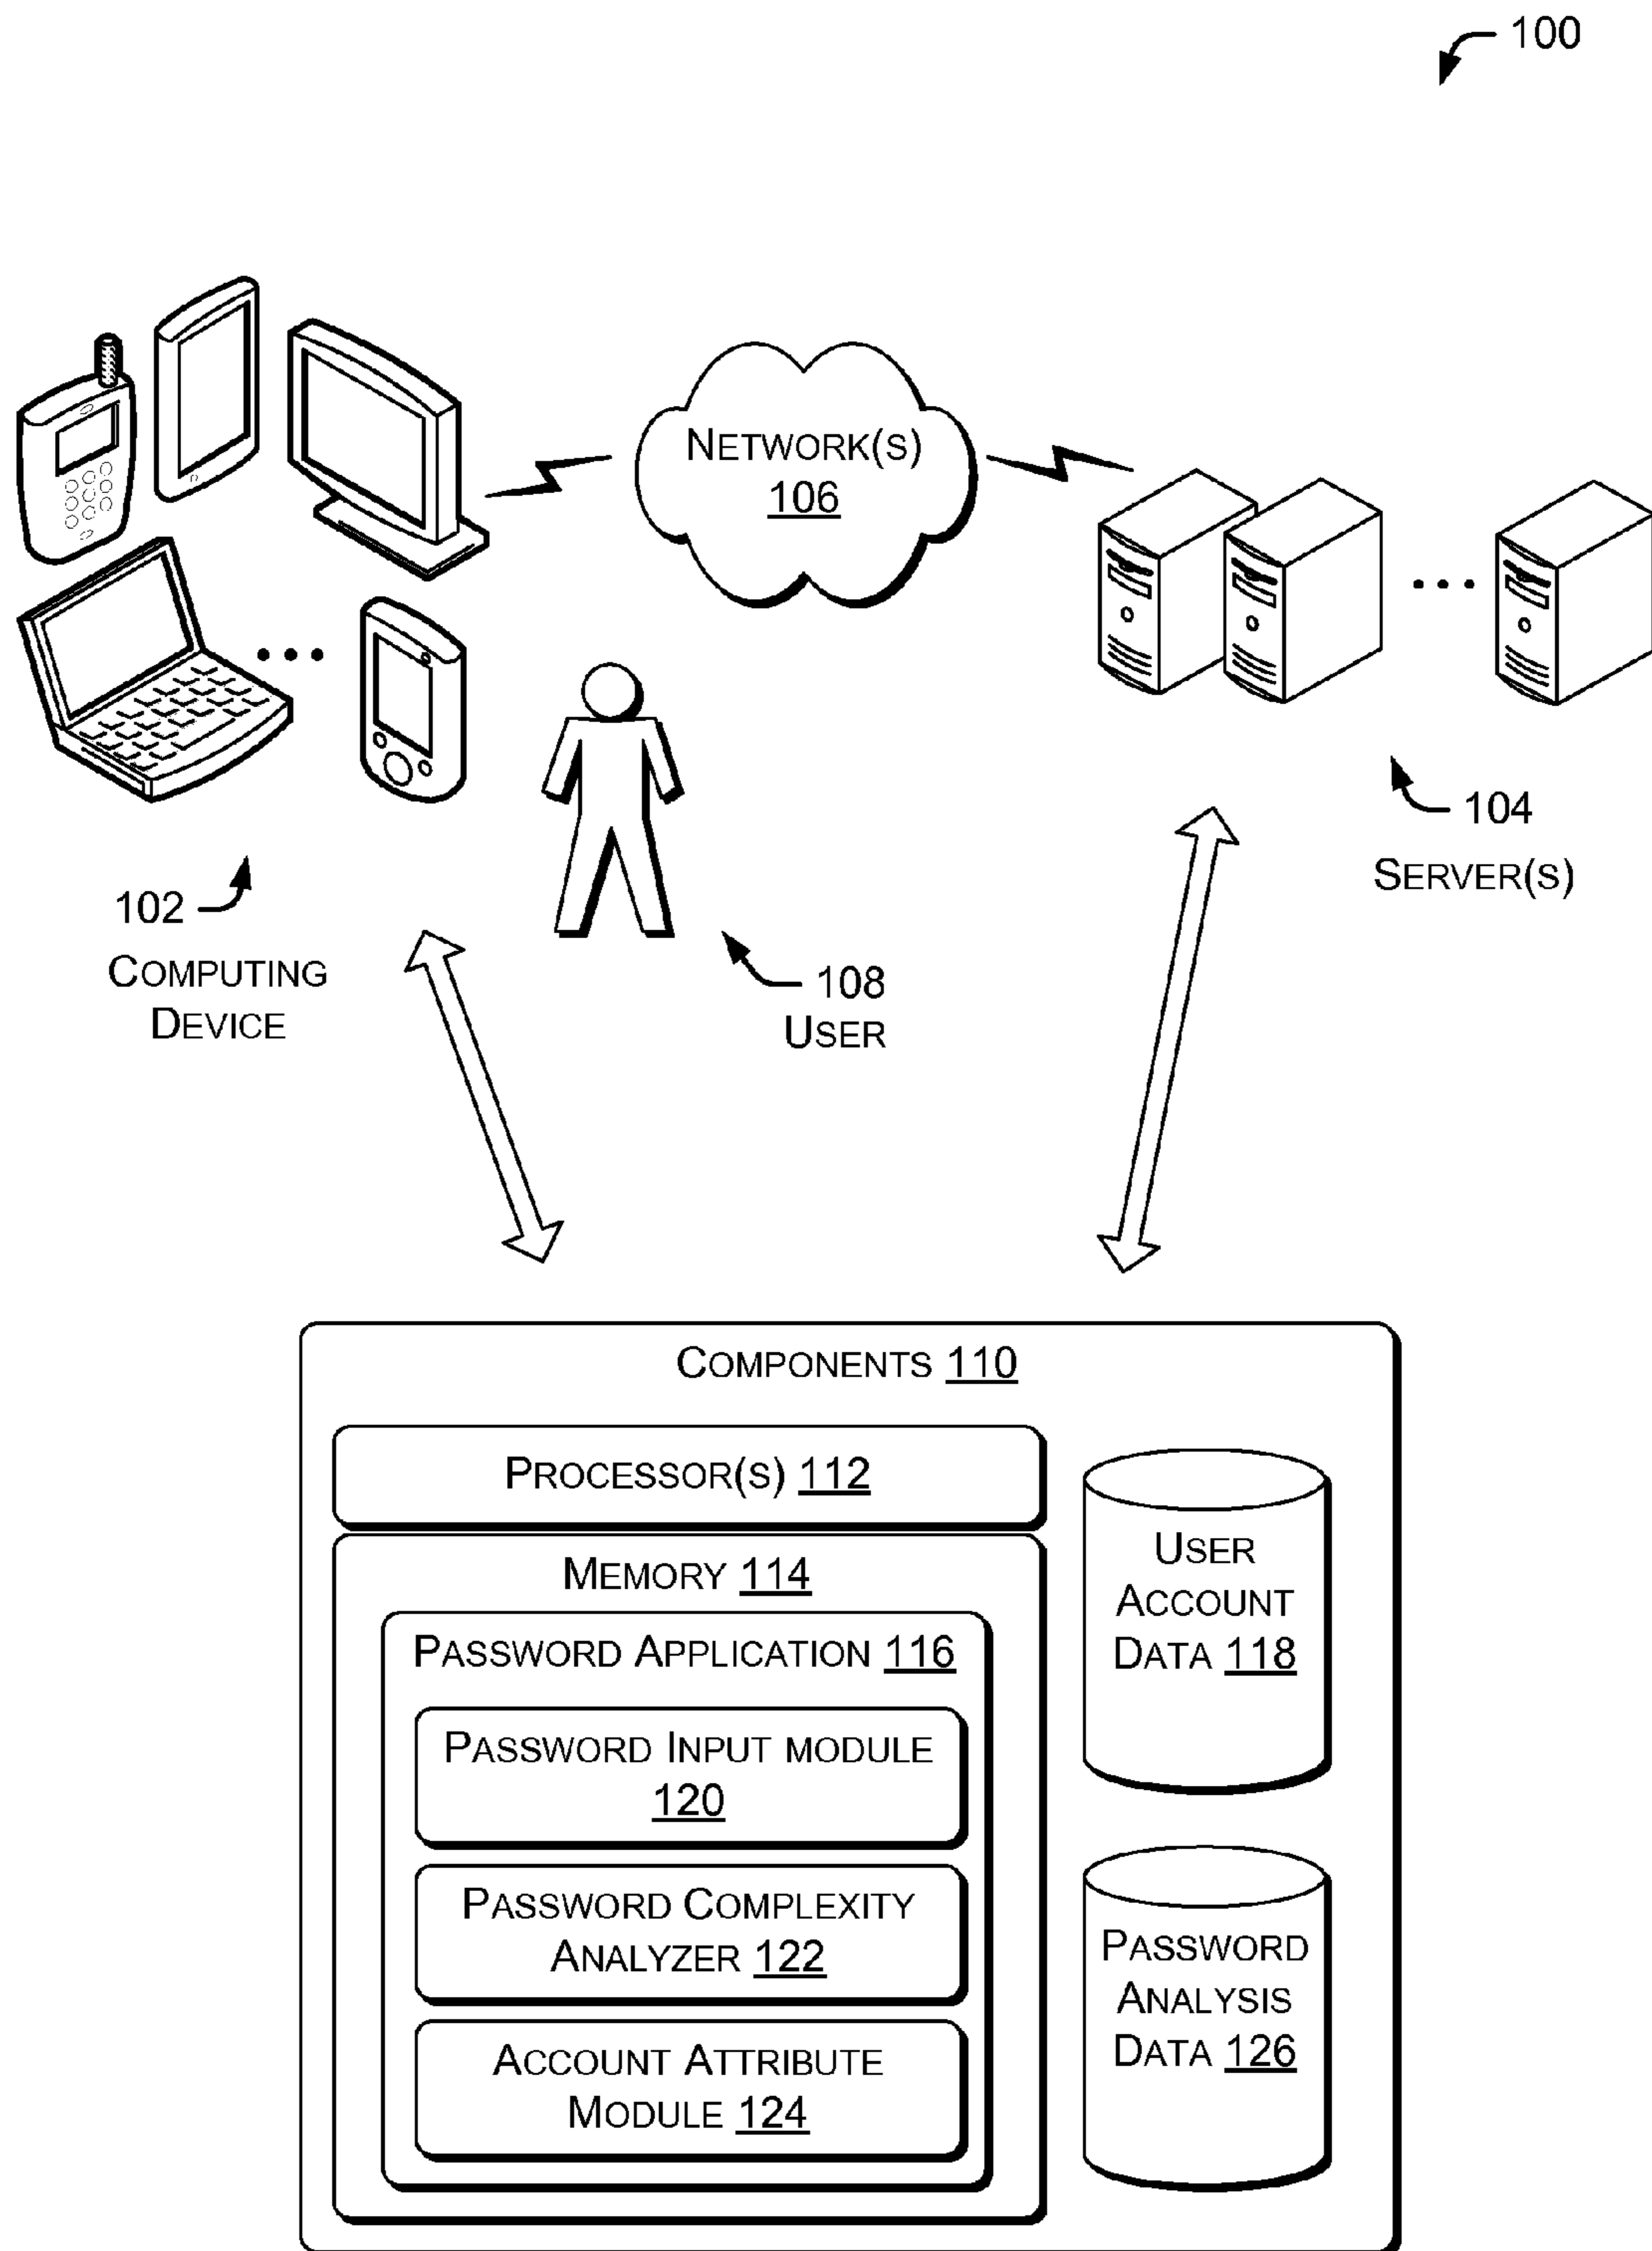 100
NETWORK(S)
106
104
SERVER(S)
102
COMPUTING
DEVICE
108
USER
COMPONENTS 110
PROCESSOR(S) 112
MEMORY 114
PASSWORD APPLICATION 116
PASSWORD INPUT MODULE
120
PASSWORD COMPLEXITY
ANALYZER 122
ACCOUNT ATTRIBUTE
MODULE 124
USER
ACCOUNT
DATA 118
PASSWORD
ANALYSIS
DATA 126